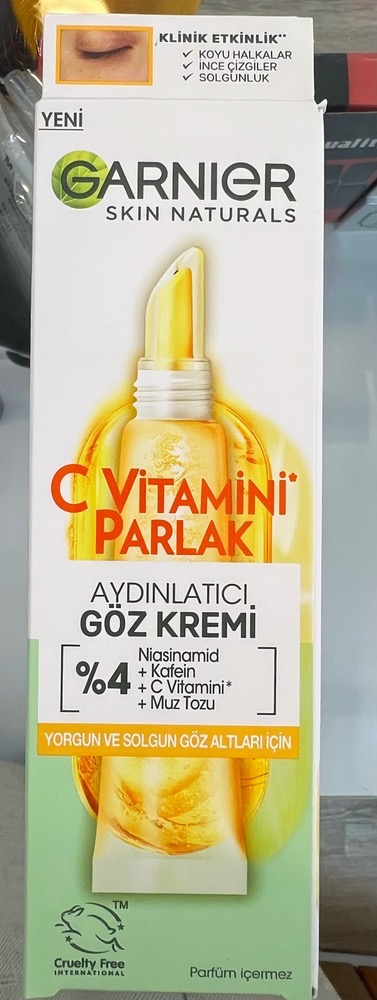 KLİNİK ETKİNLİK**
✓ KOYU HALKALAR
✓ İNCE ÇİZGİLER
✓ SOLGUNLUK
YENİ
GARNIER
SKIN NATURALS
C VİTAMİNİ*
PARLAK
AYDINLATICI
GÖZ KREMİ
%4
Niasinamid
+ Kafein
+ C Vitamini*
+ Muz Tozu
YORGUN VE SOLGUN GÖZ ALTLARI İÇİN
TM
Cruelty Free
INTERNATIONAL
Parfüm içermez